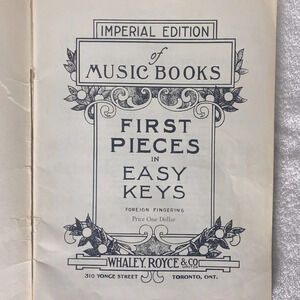 IMPERIAL EDITION
of
MUSIC BOOKS
FIRST
PIECES
IN
EASY
KEYS
FOREIGN FINGERING
Price One Dollar
WHALEY, ROYCE & CO.
LIMITED
310 YONGE STREET TORONTO, ONT.